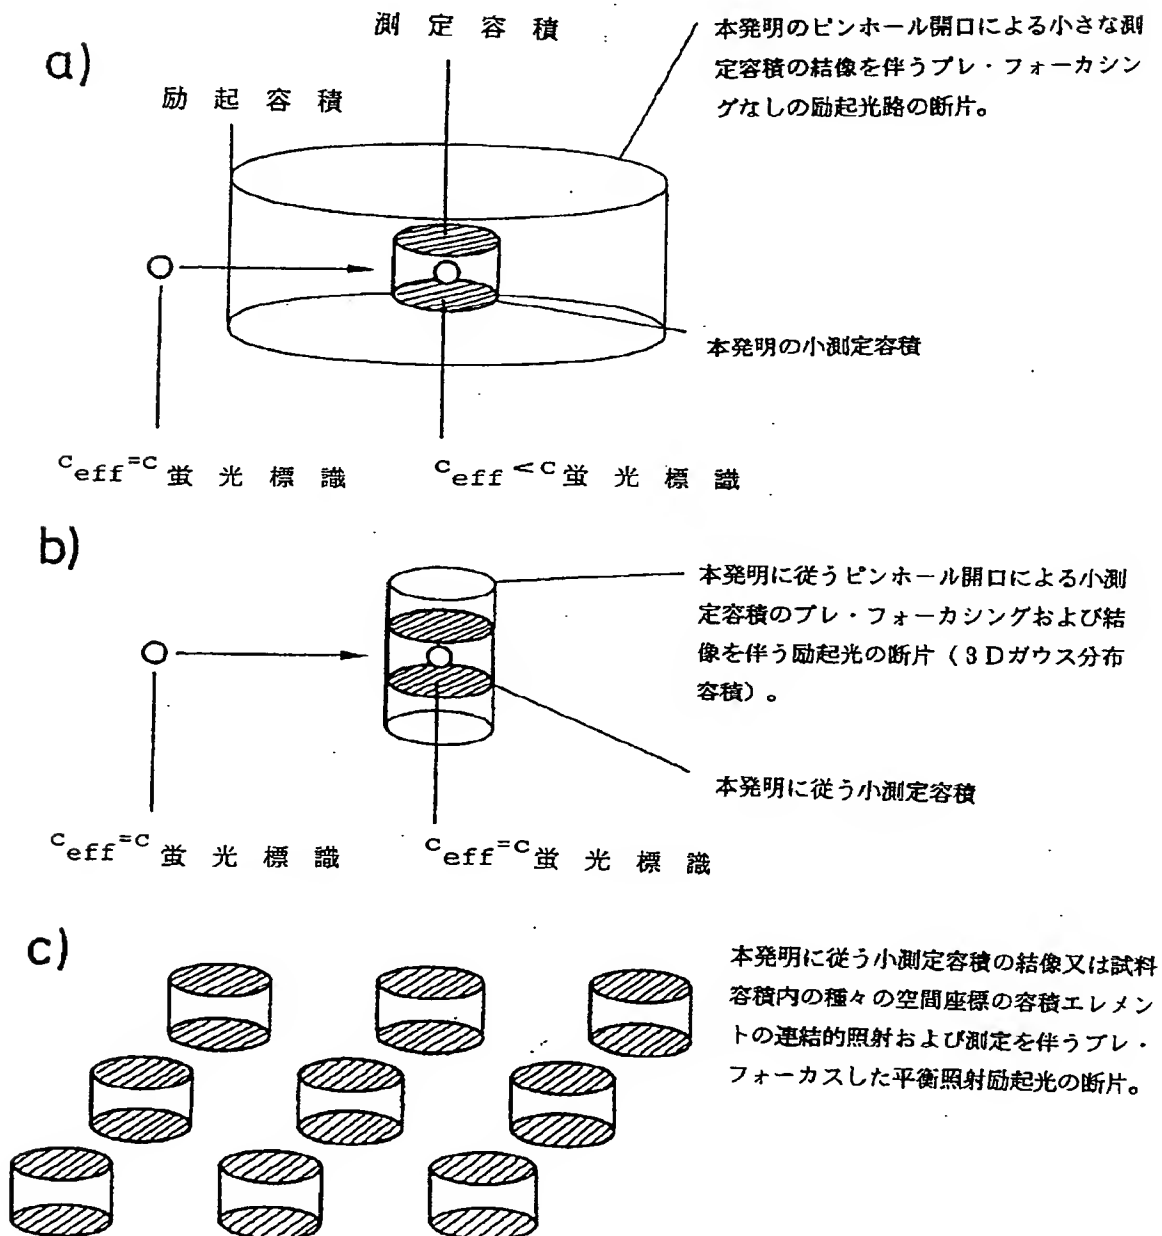 a)
測定容積
励起容積
本発明のピンホール開口による小さな測
定容積の結像を伴うプレ・フォーカシン
グなしの励起光路の断片。
本発明の小測定容積
ceff=c蛍光標識
ceff<c蛍光標識
b)
本発明に従うピンホール開口による小測
定容積のプレ・フォーカシングおよび結
像を伴う励起光の断片（3Dガウス分布
容積）。
本発明に従う小測定容積
ceff=c蛍光標識
ceff=c蛍光標識
c)
本発明に従う小測定容積の結像又は試料
容積内の種々の空間座標の容積エレメン
トの連結的照射および測定を伴うプレ・
フォーカスした平衡照射励起光の断片。